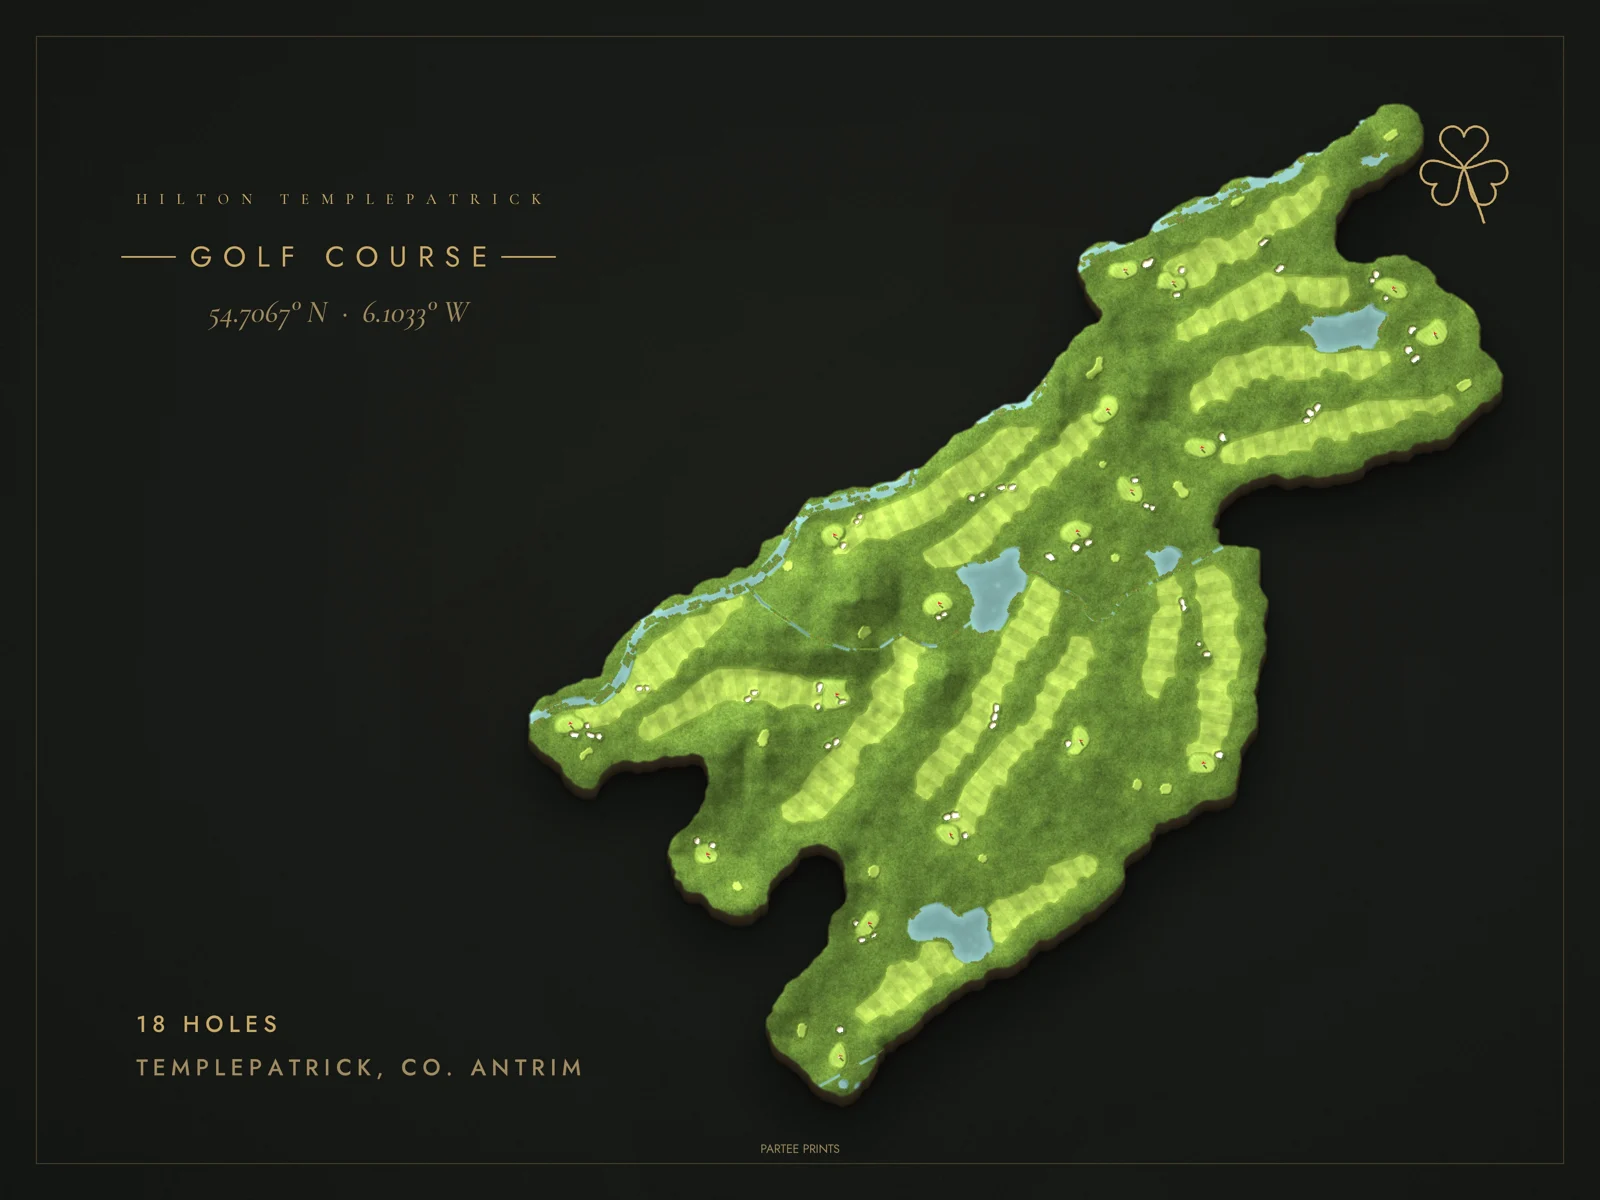 HILTON TEMPLEPATRICK
GOLF COURSE
54.7067° N · 6.1033° W
18 HOLES
TEMPLEPATRICK, CO. ANTRIM
PARTEE PRINTS